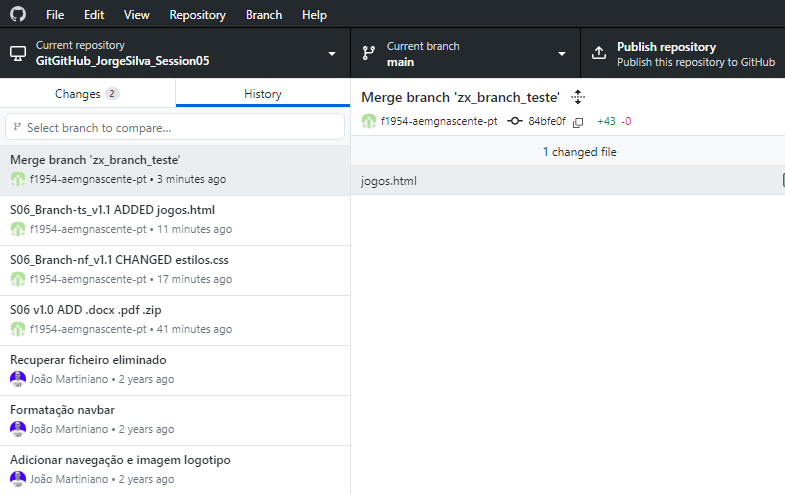 File Edit View Repository Branch Help
Current repository
GitGitHub_JorgeSilva_Session05
Current branch
main
Publish repository
Publish this repository to GitHub
Changes 2
History
Select branch to compare...
Merge branch 'zx_branch_teste'
f1954-aemgnascente-pt • 3 minutes ago
S06_Branch-ts_v1.1 ADDED jogos.html
f1954-aemgnascente-pt • 11 minutes ago
S06_Branch-nf_v1.1 CHANGED estilos.css
f1954-aemgnascente-pt • 17 minutes ago
S06 v1.0 ADD .docx .pdf .zip
f1954-aemgnascente-pt • 41 minutes ago
Recuperar ficheiro eliminado
João Martiniano • 2 years ago
Formatação navbar
João Martiniano • 2 years ago
Adicionar navegação e imagem logotipo
João Martiniano • 2 years ago
Merge branch 'zx_branch_teste'
f1954-aemgnascente-pt 84bfe0f +43 -0
1 changed file
jogos.html